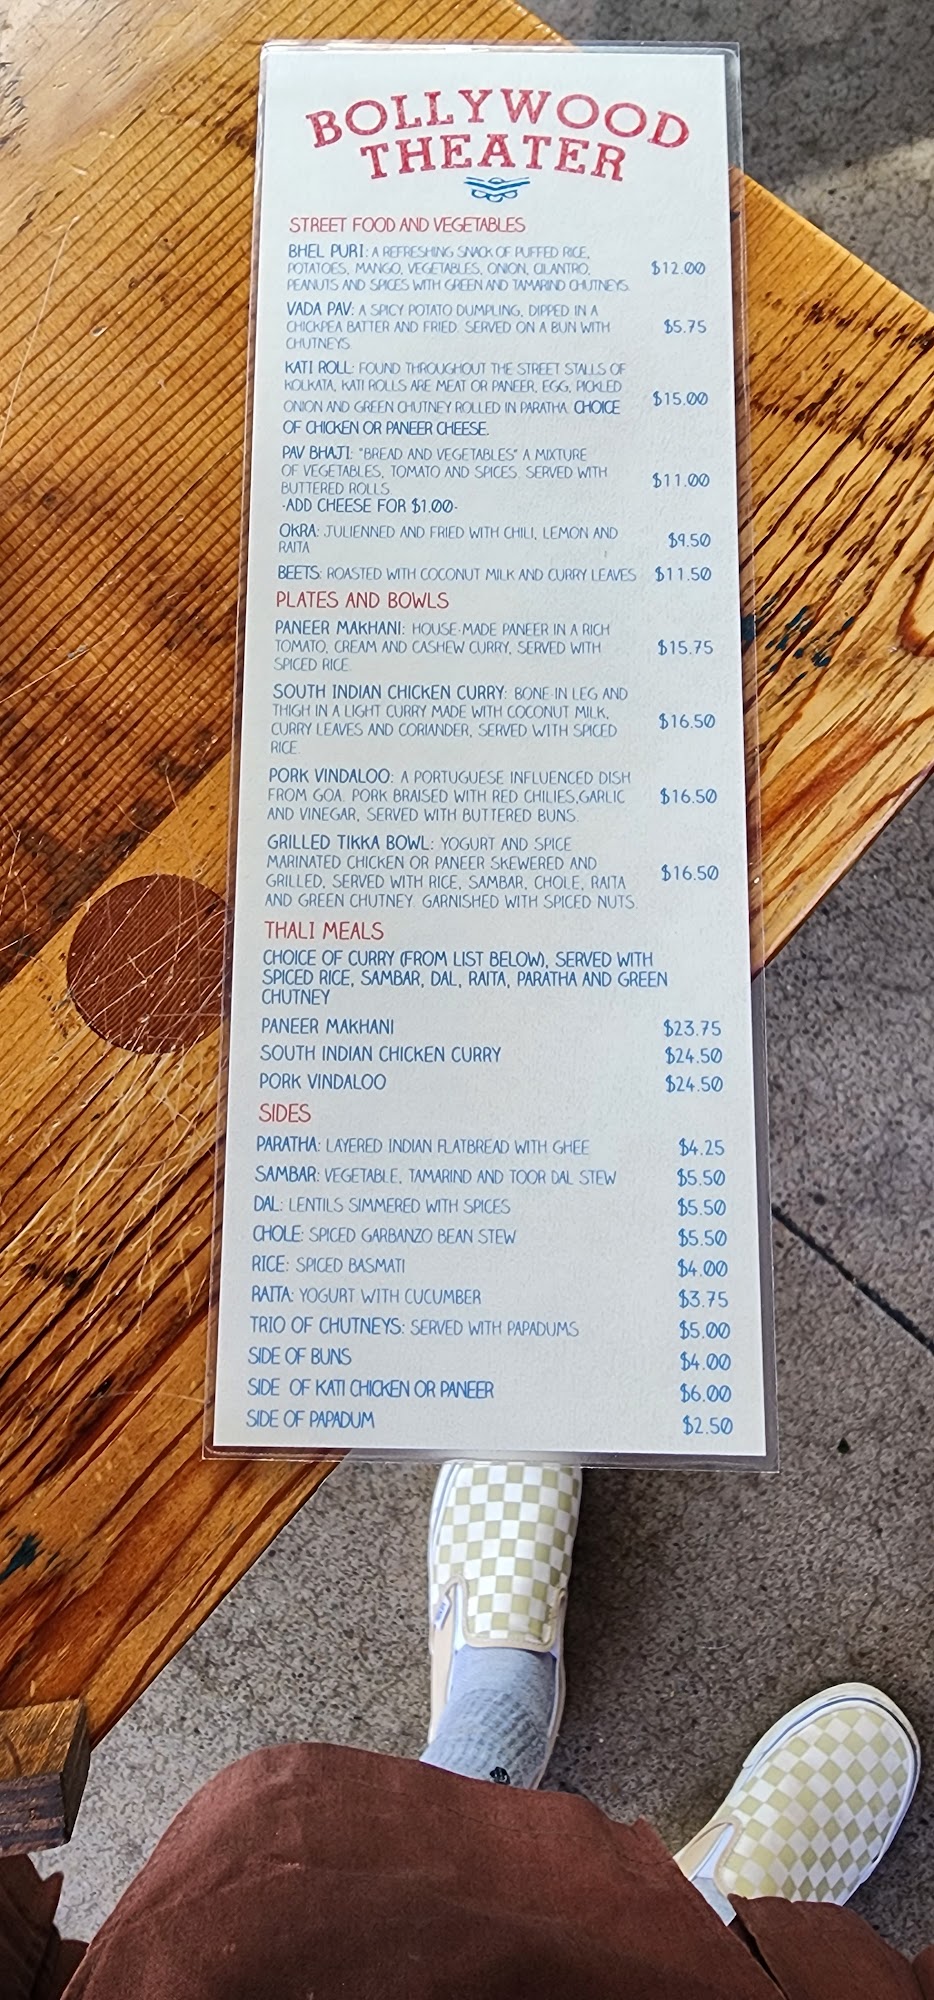 BOLLYWOOD
THEATER
STREET FOOD AND VEGETABLES
BHEL PURI: A REFRESHING SNACK OF PUFFED RICE,
POTATOES, MANGO, VEGETABLES, ONION, CILANTRO,
PEANUTS AND SPICES WITH GREEN AND TAMARIND CHUTNEYS. $12.00
VADA PAV: A SPICY POTATO DUMPLING, DIPPED IN A
CHICKPEA BATTER AND FRIED. SERVED ON A BUN WITH $5.75
CHUTNEYS
KATI ROLL: FOUND THROUGHOUT THE STREET STALLS OF
KOLKATA, KATI ROLLS ARE MEAT OR PANEER, EGG, PICKLED
ONION AND GREEN CHUTNEY ROLLED IN PARATHA. CHOICE $15.00
OF CHICKEN OR PANEER CHEESE.
PAV BHAJI: "BREAD AND VEGETABLES" A MIXTURE
OF VEGETABLES, TOMATO AND SPICES. SERVED WITH $11.00
BUTTERED ROLLS.
-ADD CHEESE FOR $1.00-
OKRA: JULIENNED AND FRIED WITH CHILI, LEMON AND $9.50
RAITA
BEETS: ROASTED WITH COCONUT MILK AND CURRY LEAVES $11.50
PLATES AND BOWLS
PANEER MAKHANI: HOUSE-MADE PANEER IN A RICH
TOMATO, CREAM AND CASHEW CURRY, SERVED WITH $15.75
SPICED RICE.
SOUTH INDIAN CHICKEN CURRY: BONE-IN LEG AND
THIGH IN A LIGHT CURRY MADE WITH COCONUT MILK, $16.50
CURRY LEAVES AND CORIANDER, SERVED WITH SPICED
RICE.
PORK VINDALOO: A PORTUGUESE INFLUENCED DISH
FROM GOA. PORK BRAISED WITH RED CHILIES,GARLIC $16.50
AND VINEGAR, SERVED WITH BUTTERED BUNS.
GRILLED TIKKA BOWL: YOGURT AND SPICE
MARINATED CHICKEN OR PANEER SKEWERED AND
GRILLED, SERVED WITH RICE, SAMBAR, CHOLE, RAITA $16.50
AND GREEN CHUTNEY. GARNISHED WITH SPICED NUTS.
THALI MEALS
CHOICE OF CURRY (FROM LIST BELOW), SERVED WITH
SPICED RICE, SAMBAR, DAL, RAITA, PARATHA AND GREEN
CHUTNEY
PANEER MAKHANI $23.75
SOUTH INDIAN CHICKEN CURRY $24.50
PORK VINDALOO $24.50
SIDES
PARATHA: LAYERED INDIAN FLATBREAD WITH GHEE $4.25
SAMBAR: VEGETABLE, TAMARIND AND TOOR DAL STEW $5.50
DAL: LENTILS SIMMERED WITH SPICES $5.50
CHOLE: SPICED GARBANZO BEAN STEW $5.50
RICE: SPICED BASMATI $4.00
RAITA: YOGURT WITH CUCUMBER $3.75
TRIO OF CHUTNEYS: SERVED WITH PAPADUMS $5.00
SIDE OF BUNS $4.00
SIDE OF KATI CHICKEN OR PANEER $6.00
SIDE OF PAPADUM $2.50